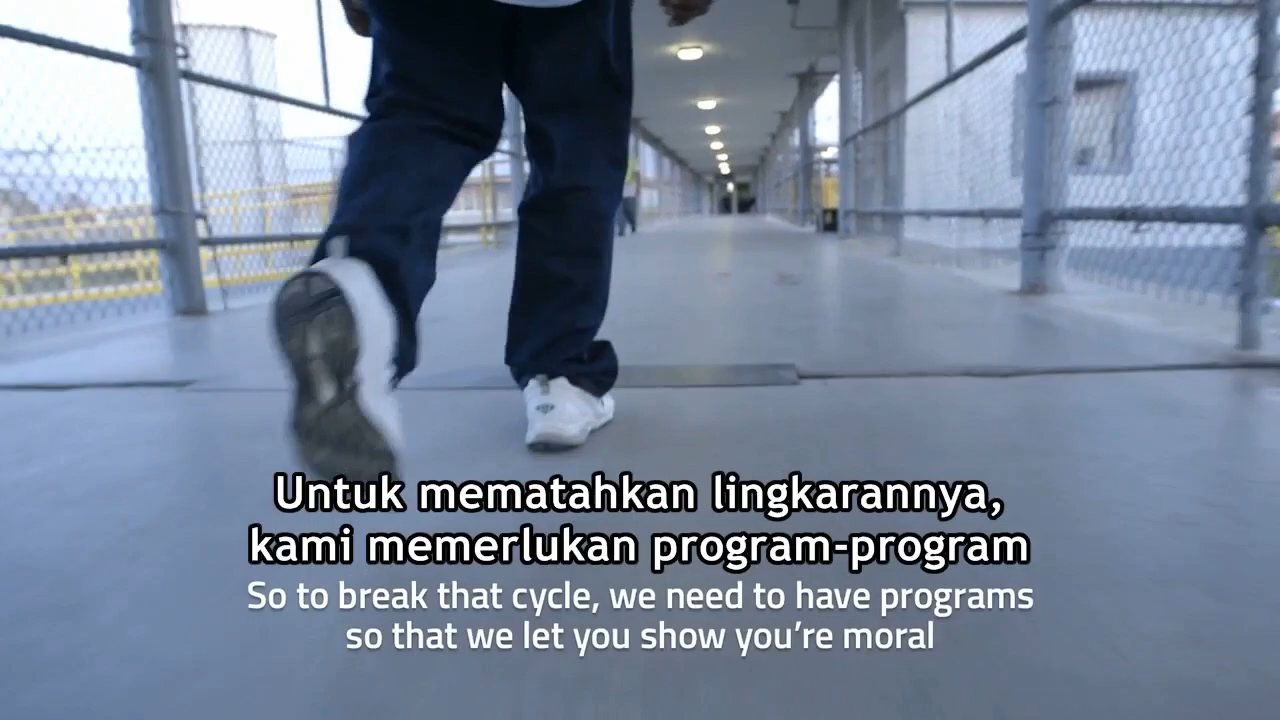 Untuk mematahkan lingkarannya,
kami memerlukan program-program
So to break that cycle, we need to have programs
so that we let you show you’re moral